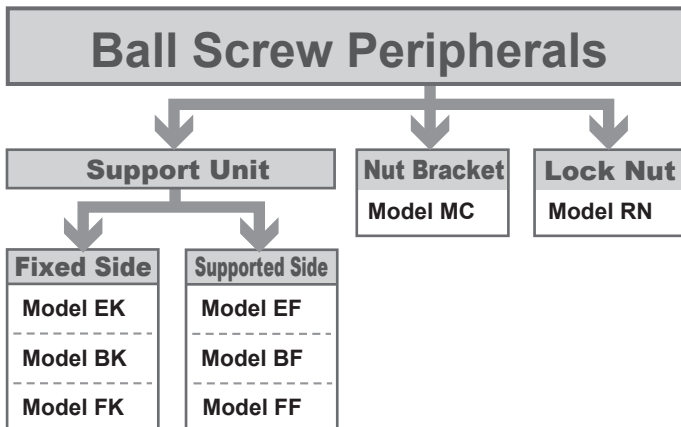 Ball Screw Peripherals
Support Unit
Nut Bracket
Model MC
Lock Nut
Model RN
Fixed Side
Model EK
Model BK
Model FK
Supported Side
Model EF
Model BF
Model FF